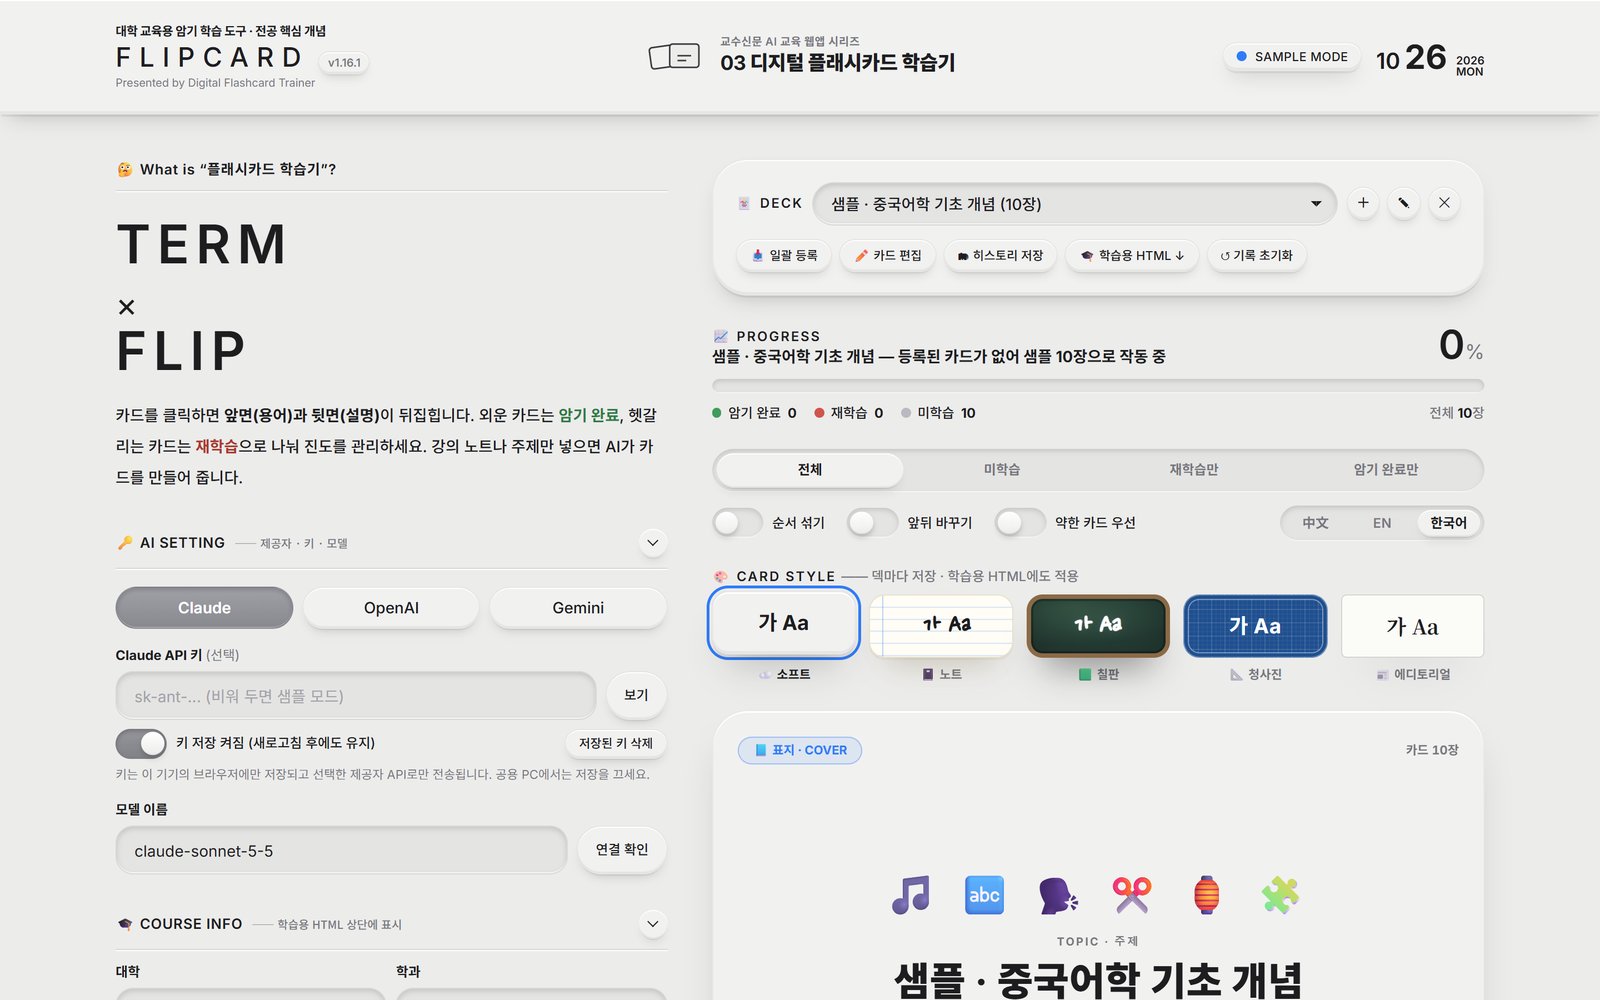 대학 교육용 암기 학습 도구 · 전공 핵심 개념
FLIPCARD v1.16.1
Presented by Digital Flashcard Trainer
교수신문 AI 교육 웹앱 시리즈
03 디지털 플래시카드 학습기
SAMPLE MODE
10 26 2026 MON
🤔 What is “플래시카드 학습기”?
TERM
×
FLIP
카드를 클릭하면 앞면(용어)과 뒷면(설명)이 뒤집힙니다. 외운 카드는 암기 완료, 헷갈
리는 카드는 재학습으로 나눠 진도를 관리하세요. 강의 노트나 주제만 넣으면 AI가 카
드를 만들어 줍니다.
🔑 AI SETTING —— 제공자 · 키 · 모델
Claude
OpenAI
Gemini
Claude API 키 (선택)
sk-ant-... (비워 두면 샘플 모드)
보기
키 저장 켜짐 (새로고침 후에도 유지)
저장된 키 삭제
키는 이 기기의 브라우저에만 저장되고 선택한 제공자 API로만 전송됩니다. 공용 PC에서는 저장을 끄세요.
모델 이름
claude-sonnet-5-5
연결 확인
🎓 COURSE INFO —— 학습용 HTML 상단에 표시
대학
학과
DECK
샘플 · 중국어학 기초 개념 (10장)
+
일괄 등록
카드 편집
히스토리 저장
학습용 HTML ↓
↺ 기록 초기화
PROGRESS
샘플 · 중국어학 기초 개념 — 등록된 카드가 없어 샘플 10장으로 작동 중
0%
암기 완료 0
재학습 0
미학습 10
전체 10장
전체
미학습
재학습만
암기 완료만
순서 섞기
앞뒤 바꾸기
약한 카드 우선
中文
EN
한국어
CARD STYLE —— 덱마다 저장 · 학습용 HTML에도 적용
가 Aa
가 Aa
가 Aa
가 Aa
가 Aa
소프트
노트
칠판
청사진
에디토리얼
표지 · COVER
카드 10장
abc
TOPIC · 주제
샘플 · 중국어학 기초 개념